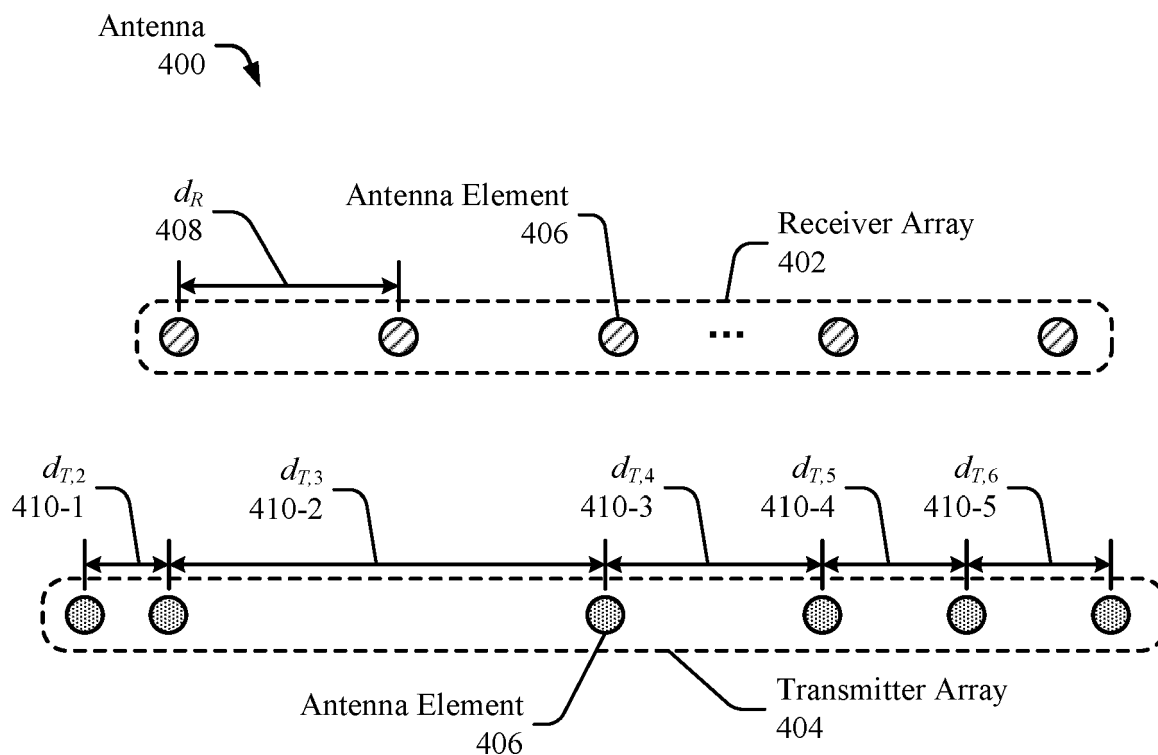 Antenna
400
d_R
408
Antenna Element
406
Receiver Array
402
...
d_T,2
410-1
d_T,3
410-2
d_T,4
410-3
d_T,5
410-4
d_T,6
410-5
Antenna Element
406
Transmitter Array
404